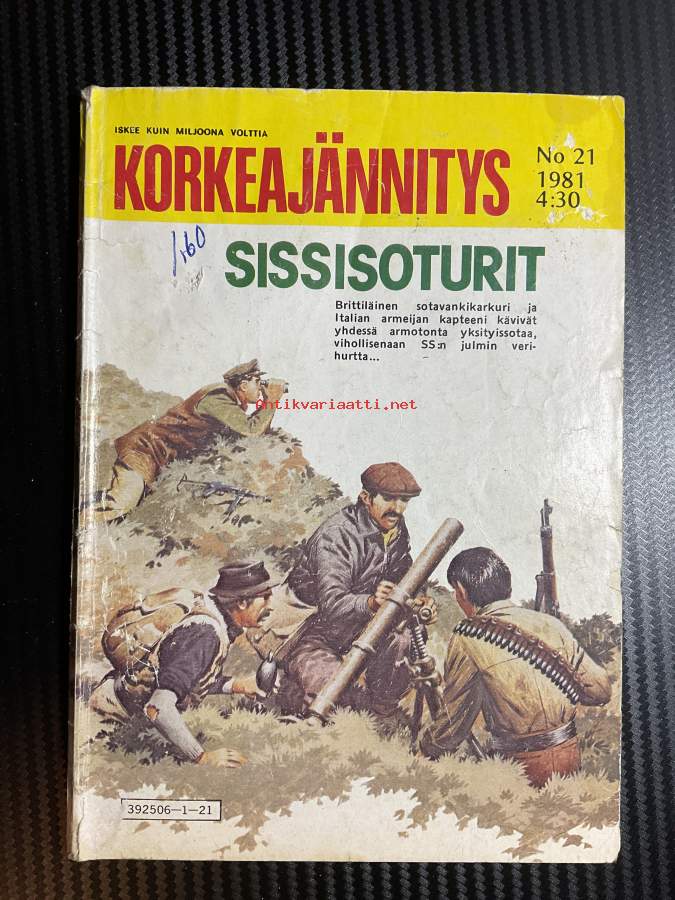 ISKEE KUIN MILJOONA VOLTTIA
KORKEAJÄNNITYS
No 21
1981
4:30
1,60
SISSISOTURIT
Brittiläinen sotavankikarkuri ja
Italian armeijan kapteeni kävivät
yhdessä armotonta yksityissotaa,
vihollisenaan SS:n julmin veri-
hurtta...
Antikvariaatti.net
392506—1—21